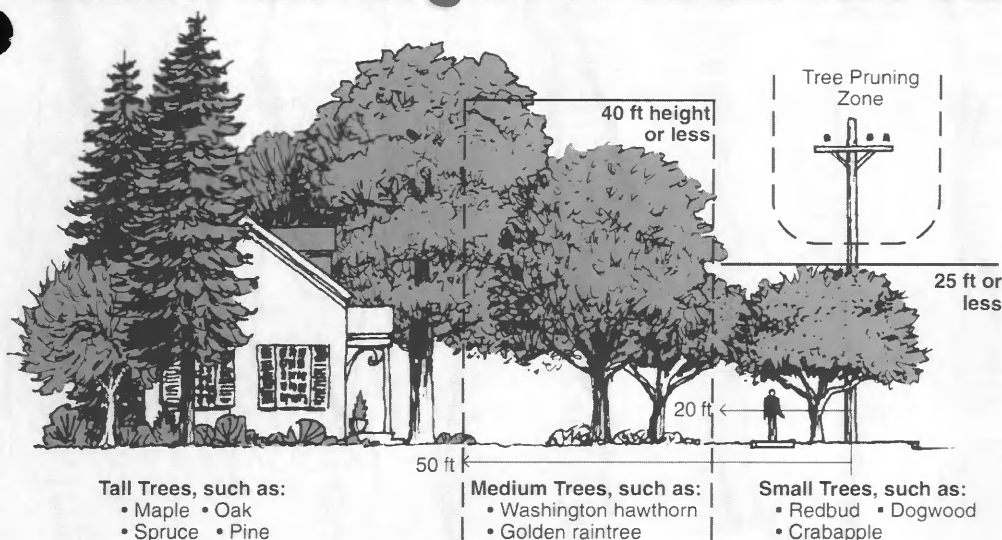 Tree Pruning
Zone
40 ft height
or less
25 ft or
less
20 ft
50 ft
Tall Trees, such as:
• Maple • Oak
• Spruce • Pine
Medium Trees, such as:
• Washington hawthorn
• Golden raintree
Small Trees, such as:
• Redbud • Dogwood
• Crabapple